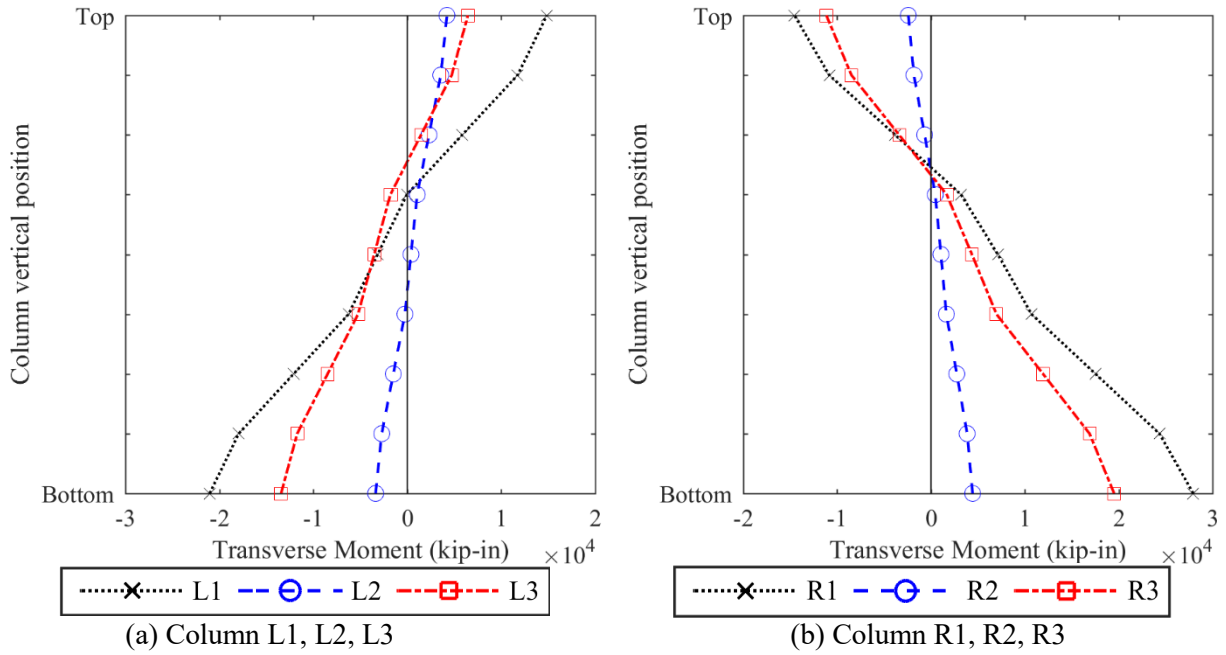 Top
Column vertical position
Bottom
-3 -2 -1 0 1 2
Transverse Moment (kip-in) ×10^4
L1 L2 L3
(a) Column L1, L2, L3
Top
Column vertical position
Bottom
-2 -1 0 1 2 3
Transverse Moment (kip-in) ×10^4
R1 R2 R3
(b) Column R1, R2, R3